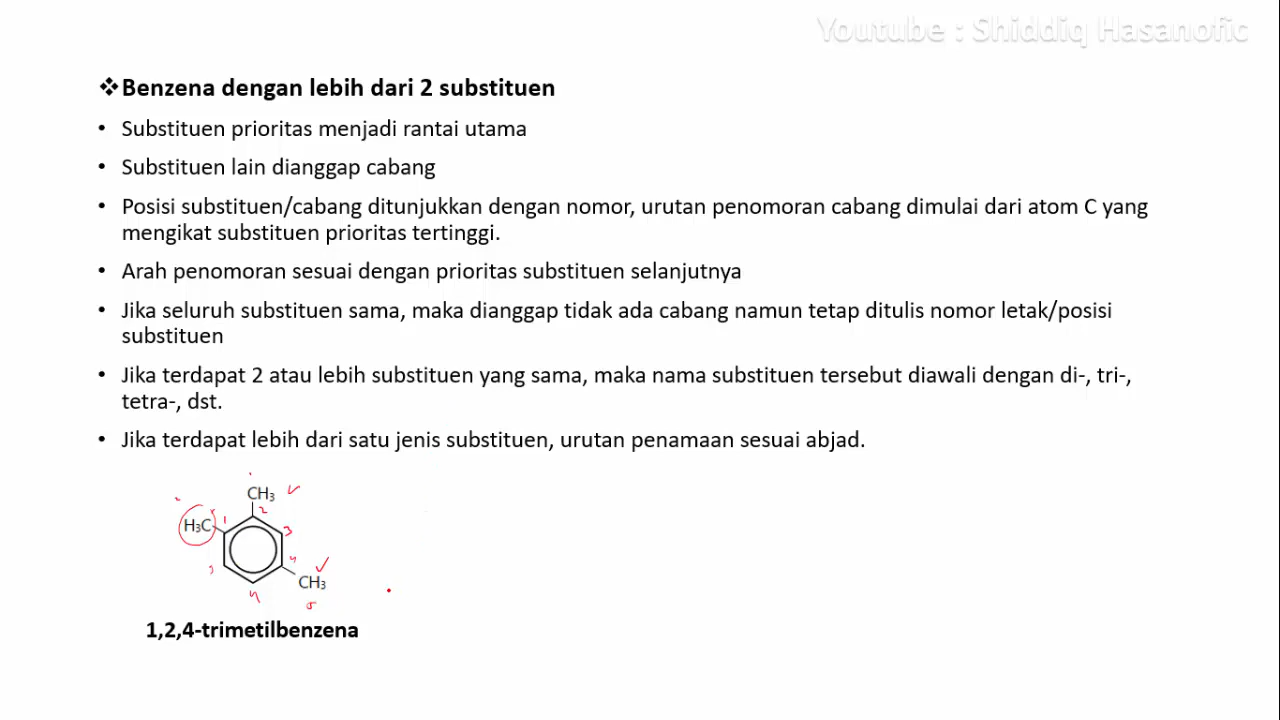 Youtube : Shiddiq Hasanofic
❖Benzena dengan lebih dari 2 substituen
• Substituen prioritas menjadi rantai utama
• Substituen lain dianggap cabang
• Posisi substituen/cabang ditunjukkan dengan nomor, urutan penomoran cabang dimulai dari atom C yang
mengikat substituen prioritas tertinggi.
• Arah penomoran sesuai dengan prioritas substituen selanjutnya
• Jika seluruh substituen sama, maka dianggap tidak ada cabang namun tetap ditulis nomor letak/posisi
substituen
• Jika terdapat 2 atau lebih substituen yang sama, maka nama substituen tersebut diawali dengan di-, tri-,
tetra-, dst.
• Jika terdapat lebih dari satu jenis substituen, urutan penamaan sesuai abjad.
CH₃
2
H₃C 1
3
4
CH₃
1,2,4-trimetilbenzena